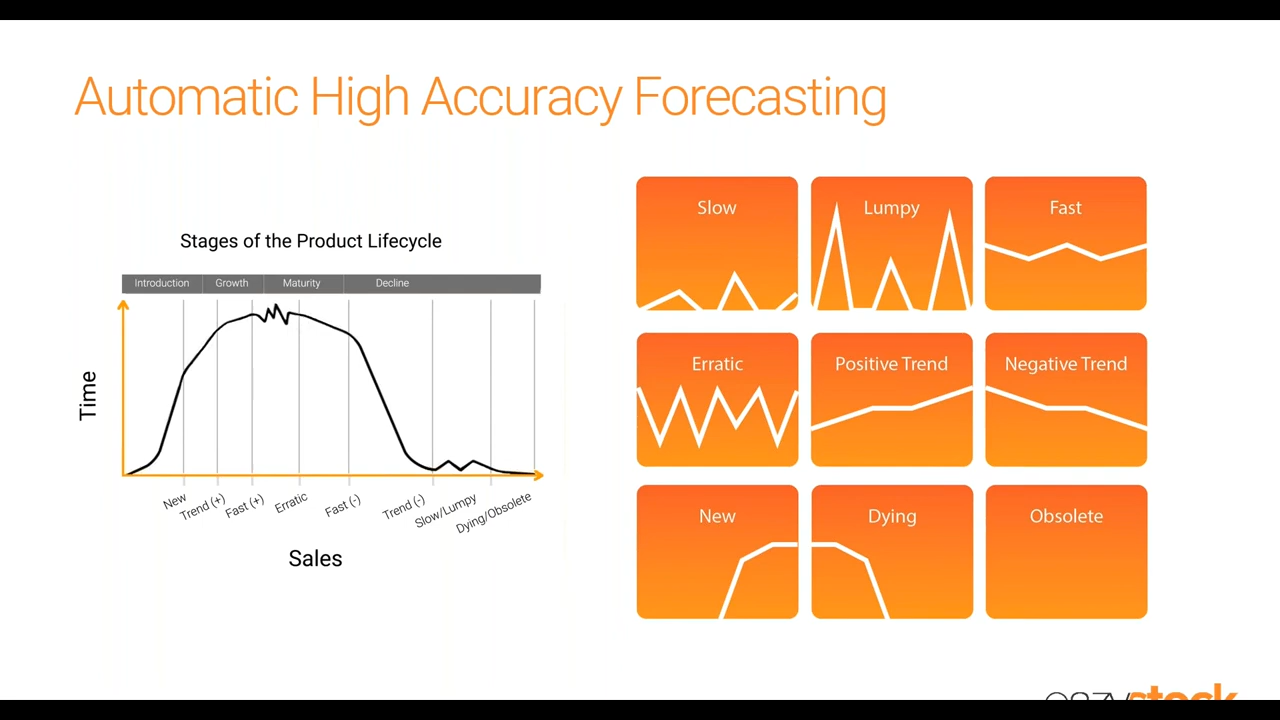 Automatic High Accuracy Forecasting
Stages of the Product Lifecycle
Introduction Growth Maturity Decline
Time
New Trend (+) Fast (+) Erratic Fast (-) Trend (-) Slow/Lumpy Dying/Obsolete
Sales
Slow Lumpy Fast
Erratic Positive Trend Negative Trend
New Dying Obsolete